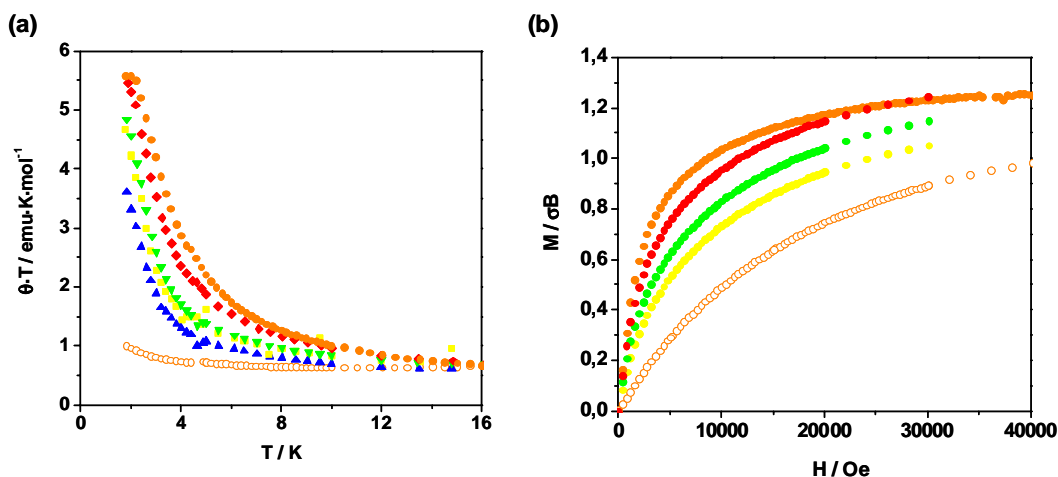 (a)
6
5
4
3
2
1
0
0 4 8 12 16
θ·T / emu·K·mol⁻¹
T / K
(b)
1,4
1,2
1,0
0,8
0,6
0,4
0,2
0,0
0 10000 20000 30000 40000
M / σB
H / Oe